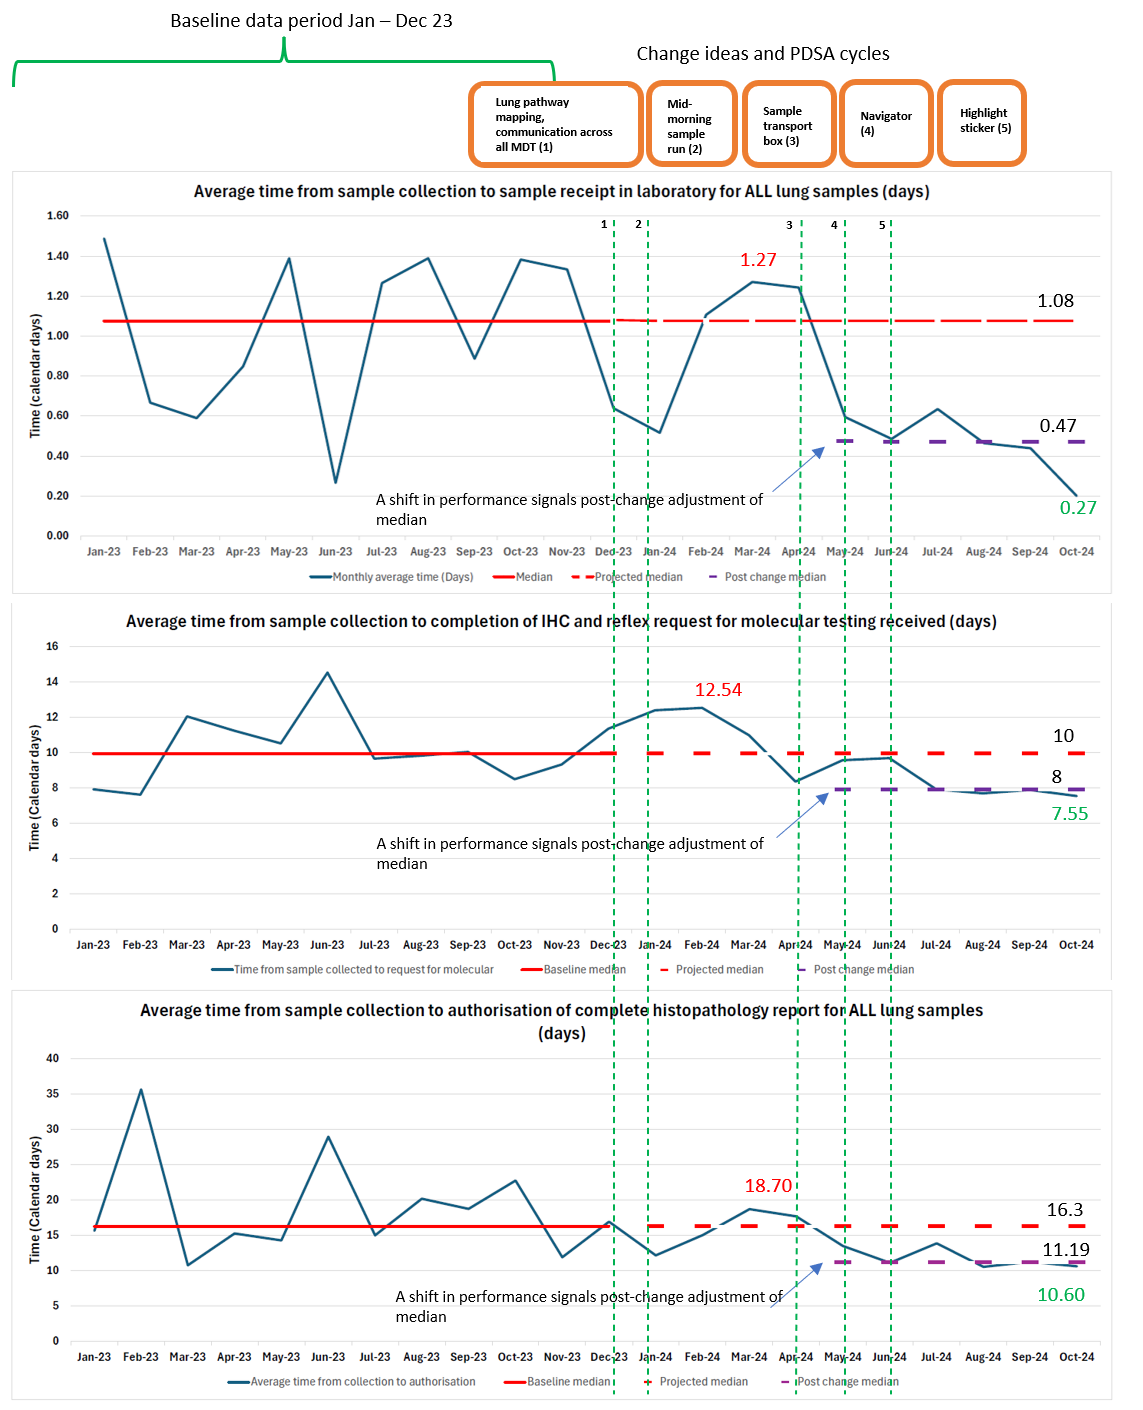 Baseline data period Jan – Dec 23
Change ideas and PDSA cycles
Lung pathway
mapping,
communication across
all MDT (1)
Mid-
morning
sample
run (2)
Sample
transport
box (3)
Navigator
(4)
Highlight
sticker (5)
Average time from sample collection to sample receipt in laboratory for ALL lung samples (days)
Time (calendar days)
1.60
1.40
1.20
1.00
0.80
0.60
0.40
0.20
0.00
1 2 3 4 5
1.27
1.08
0.47
0.27
A shift in performance signals post-change adjustment of
median
Jan-23 Feb-23 Mar-23 Apr-23 May-23 Jun-23 Jul-23 Aug-23 Sep-23 Oct-23 Nov-23 Dec-23 Jan-24 Feb-24 Mar-24 Apr-24 May-24 Jun-24 Jul-24 Aug-24 Sep-24 Oct-24
Monthly average time (Days) Median Projected median Post change median
Average time from sample collection to completion of IHC and reflex request for molecular testing received (days)
Time (Calendar days)
16
14
12
10
8
6
4
2
0
12.54
10
8
7.55
A shift in performance signals post-change adjustment of
median
Jan-23 Feb-23 Mar-23 Apr-23 May-23 Jun-23 Jul-23 Aug-23 Sep-23 Oct-23 Nov-23 Dec-23 Jan-24 Feb-24 Mar-24 Apr-24 May-24 Jun-24 Jul-24 Aug-24 Sep-24 Oct-24
Time from sample collected to request for molecular Baseline median Projected median Post change median
Average time from sample collection to authorisation of complete histopathology report for ALL lung samples
(days)
Time (Calendar days)
40
35
30
25
20
15
10
5
0
18.70
16.3
11.19
10.60
A shift in performance signals post-change adjustment of
median
Jan-23 Feb-23 Mar-23 Apr-23 May-23 Jun-23 Jul-23 Aug-23 Sep-23 Oct-23 Nov-23 Dec-23 Jan-24 Feb-24 Mar-24 Apr-24 May-24 Jun-24 Jul-24 Aug-24 Sep-24 Oct-24
Average time from collection to authorisation Baseline median Projected median Post change median